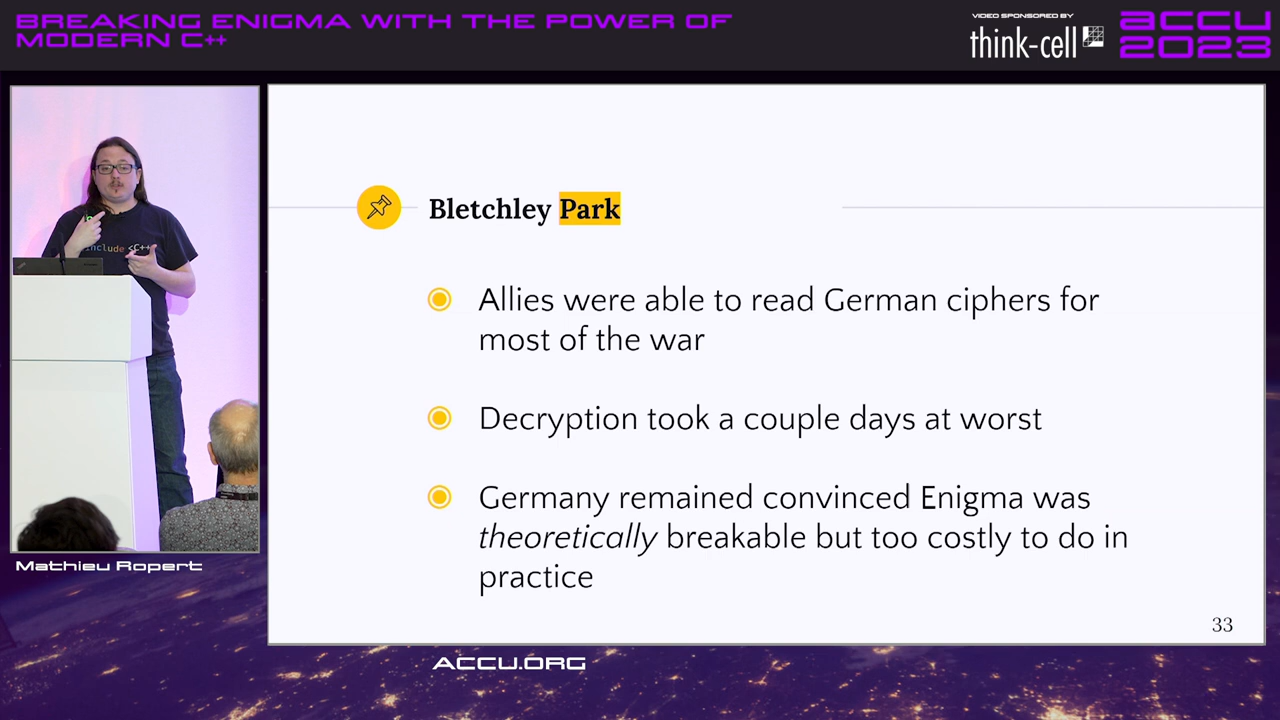 BREAKING ENIGMA WITH THE POWER OF
MODERN C++
VIDEO SPONSORED BY
think-cell
accu
2023
include <C++
Bletchley Park
Allies were able to read German ciphers for
most of the war
Decryption took a couple days at worst
Germany remained convinced Enigma was
theoretically breakable but too costly to do in
practice
33
Mathieu Ropert
ACCU.ORG